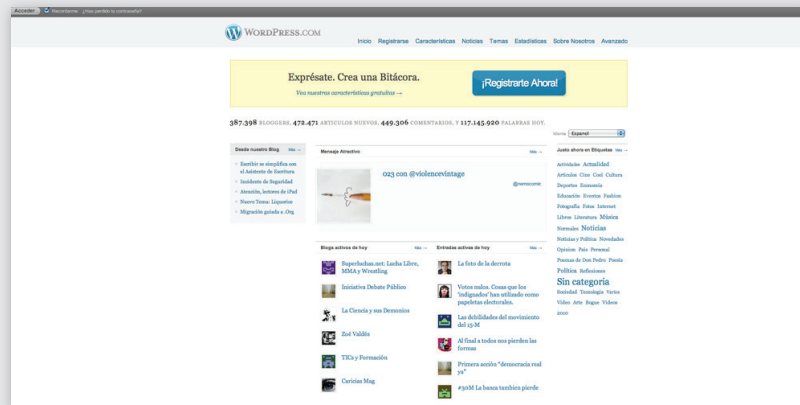 Acceder Recordarme ¿Has perdido tu contraseña?
WORDPRESS.COM
Inicio Registrarse Características Noticias Temas Estadísticas Sobre Nosotros Avanzado
Exprésate. Crea una Bitácora.
Vea nuestras características gratuitas →
¡Registrarte Ahora!
387.398 BLOGGERS, 472.471 ARTICULOS NUEVOS, 449.306 COMENTARIOS, Y 117.145.920 PALABRAS HOY.
Idioma: Español
Desde nuestro Blog Más →
Escribir se simplifica con
el Asistente de Escritura
Incidente de Seguridad
Atención, lectores de iPad
Nuevo Tema: Liquorice
Migración guiada a .Org
Mensaje Atractivo Más →
023 con @violencevintage
Blogs activos de hoy Más →
Superluchas.net: Lucha Libre,
MMA y Wrestling
Iniciativa Debate Público
La Ciencia y sus Demonios
Zoé Valdés
TICs y Formación
Caricias Mag
Entradas activas de hoy Más →
La foto de la derrota
Votos nulos. Cosas que los
'indignados' han utilizado como
papeletas electorales.
Las debilidades del movimiento
del 15-M
Al final a todos nos pierden las
formas
Primera acción "democracia real
ya"
#30M La banca tambien pierde
Justo ahora en Etiquetas Más →
Actividades Actualidad
Artículos Cine Cool Cultura
Deportes Economía
Educación Eventos Fashion
Fotografía Fotos Internet
Libros Literatura Música
Normales Noticias
Noticias y Política Novedades
Opinion País Personal
Poemas de Don Pedro Poesía
Política Reflexiones
Sin categoría
Sociedad Tecnología Varios
Video Arte Bogue Videos
2010